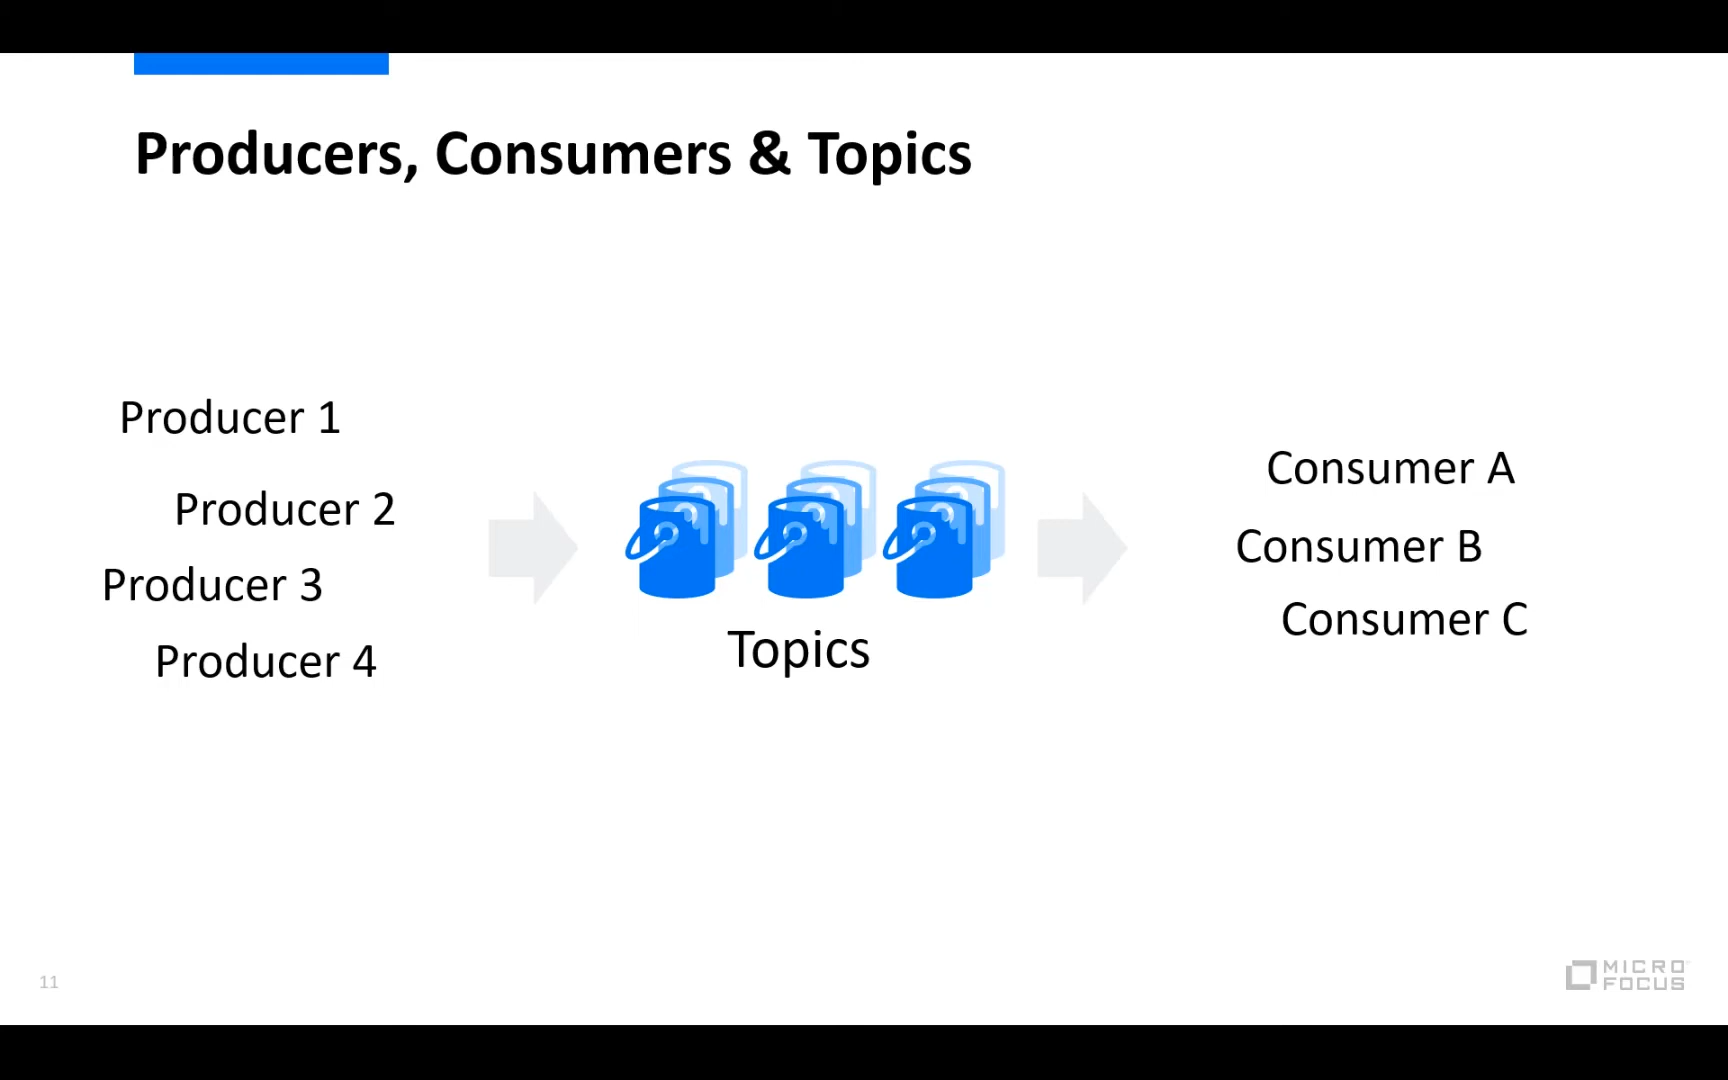 Producers, Consumers & Topics
Producer 1
Producer 2
Producer 3
Producer 4
Topics
Consumer A
Consumer B
Consumer C
11
MICRO
FOCUS